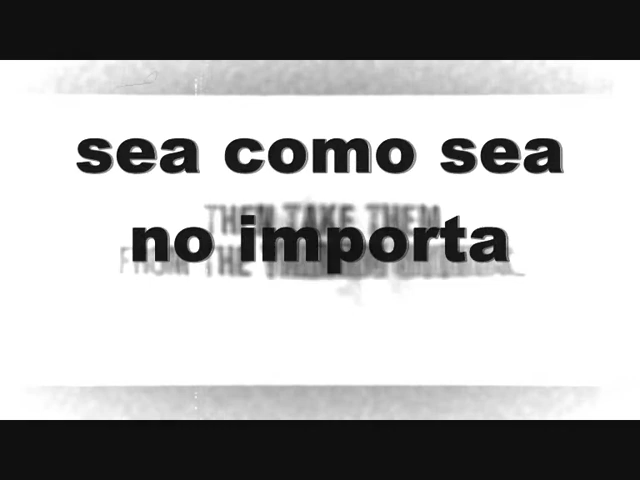 sea como sea
THEN TAKE THEM
no importa
FROM THE